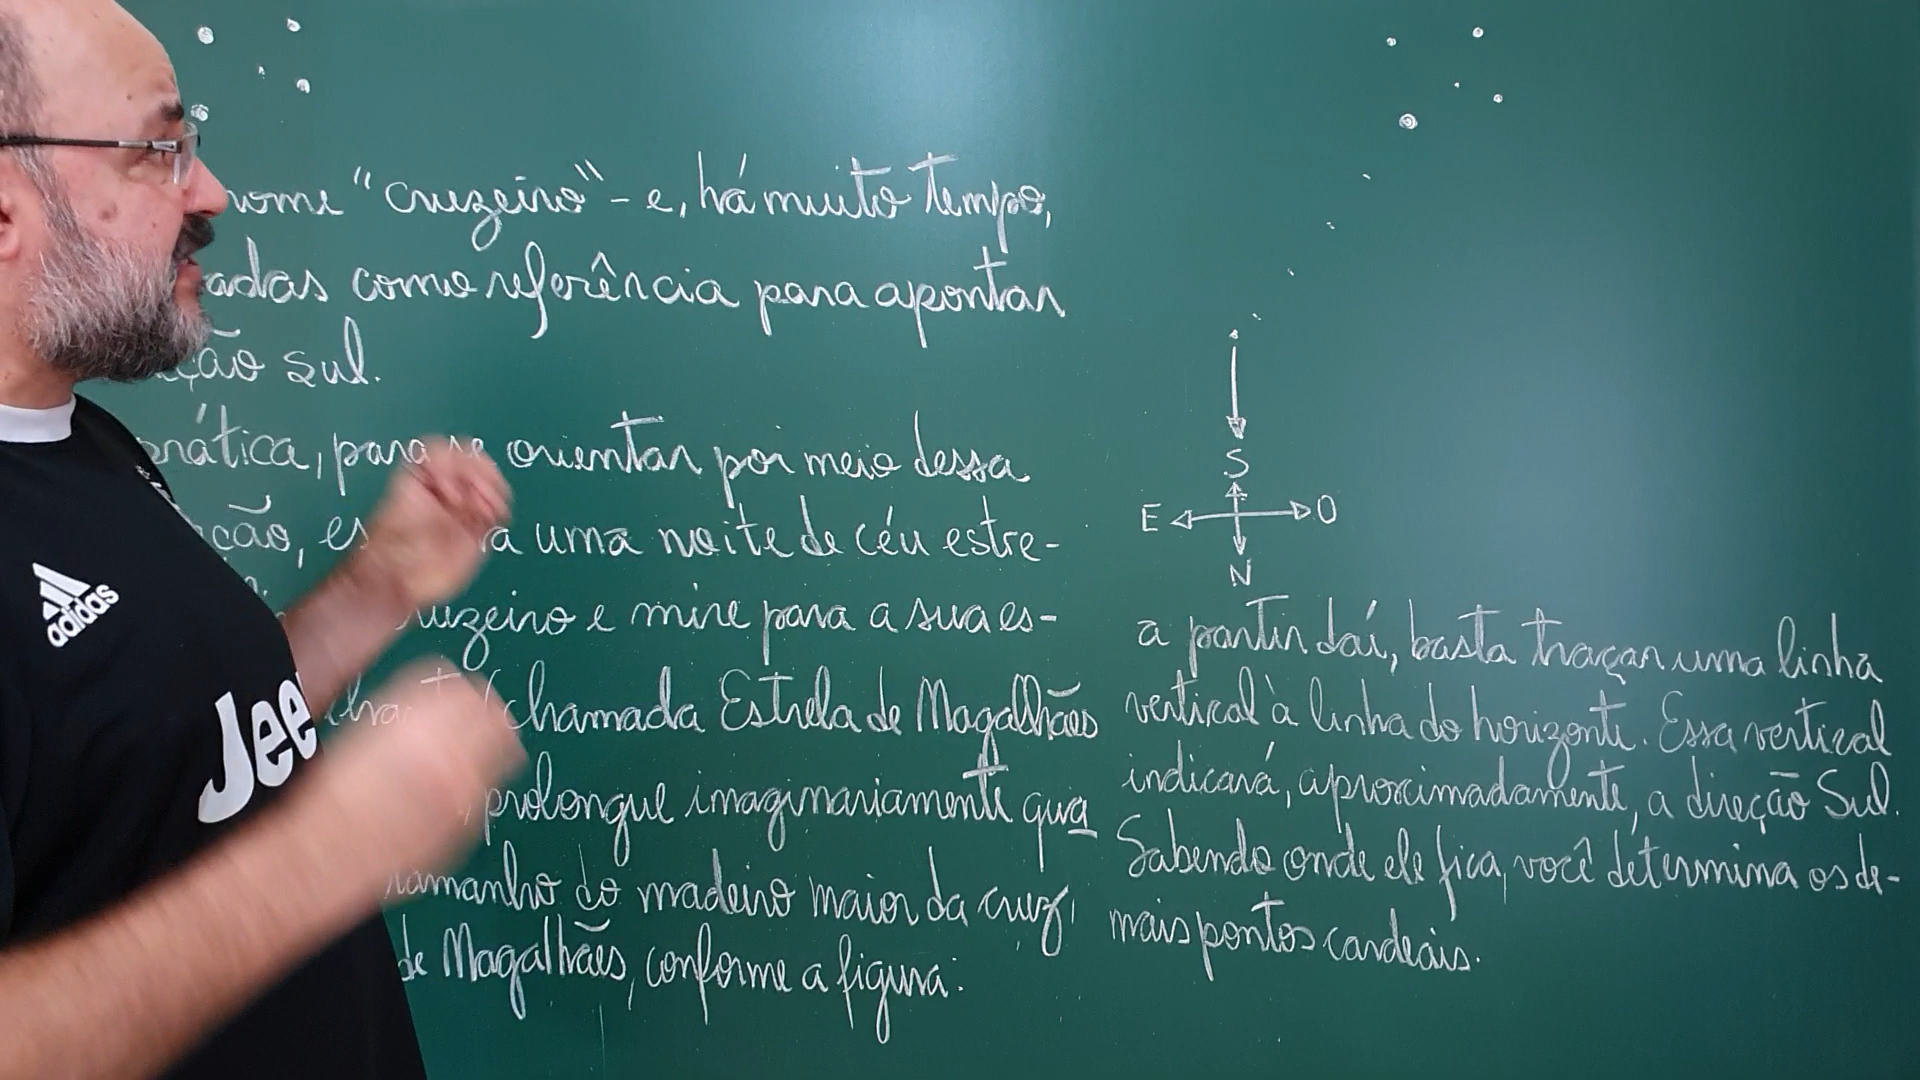 nome "cruzeiro" - e, há muito tempo,
adas como referência para apontar
ção sul.
prática, para se orientar por meio dessa
ção, es a uma noite de céu estre-
uzeiro e mire para a sua es-
(chamada Estrela de Magalhães
, prolongue imaginariamente qua
tamanho do madeiro maior da cruz,
de Magalhães, conforme a figura:
S
E O
N
a partir daí, basta traçar uma linha
vertical à linha do horizonte. Essa vertical
indicará, aproximadamente, a direção Sul.
Sabendo onde ele fica, você determina os de-
mais pontos cardeais.
adidas
Jee